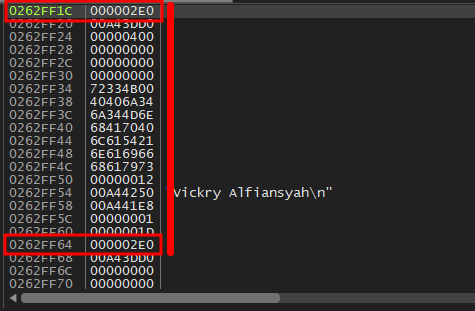 0262FF1C 000002E0
0262FF20 00A43DD0
0262FF24 00000400
0262FF28 00000000
0262FF2C 00000000
0262FF30 00000000
0262FF34 72334B00
0262FF38 40406A34
0262FF3C 6A344D6E
0262FF40 68417040
0262FF44 6C615421
0262FF48 6E616966
0262FF4C 68617973
0262FF50 00000012
0262FF54 00A44250 "Vickry Alfiansyah\n"
0262FF58 00A441E8
0262FF5C 00000001
0262FF60 0000001D
0262FF64 000002E0
0262FF68 00A43DD0
0262FF6C 00000000
0262FF70 00000000